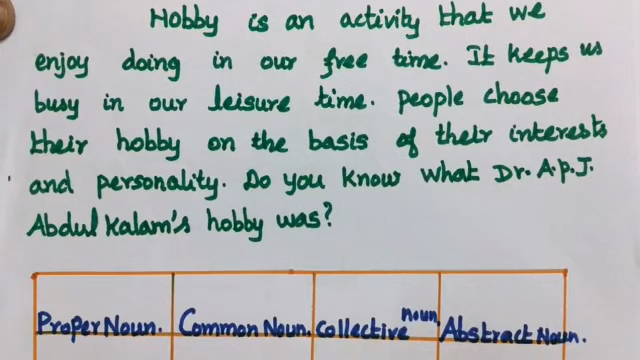 Hobby is an activity that we
enjoy doing in our free time. It keeps us
busy in our leisure time. people choose
their hobby on the basis of their interests
and personality. Do you know what Dr. A.p.J.
Abdul Kalam's hobby was?
Proper Noun. Common Noun. Collective noun. Abstract Noun.